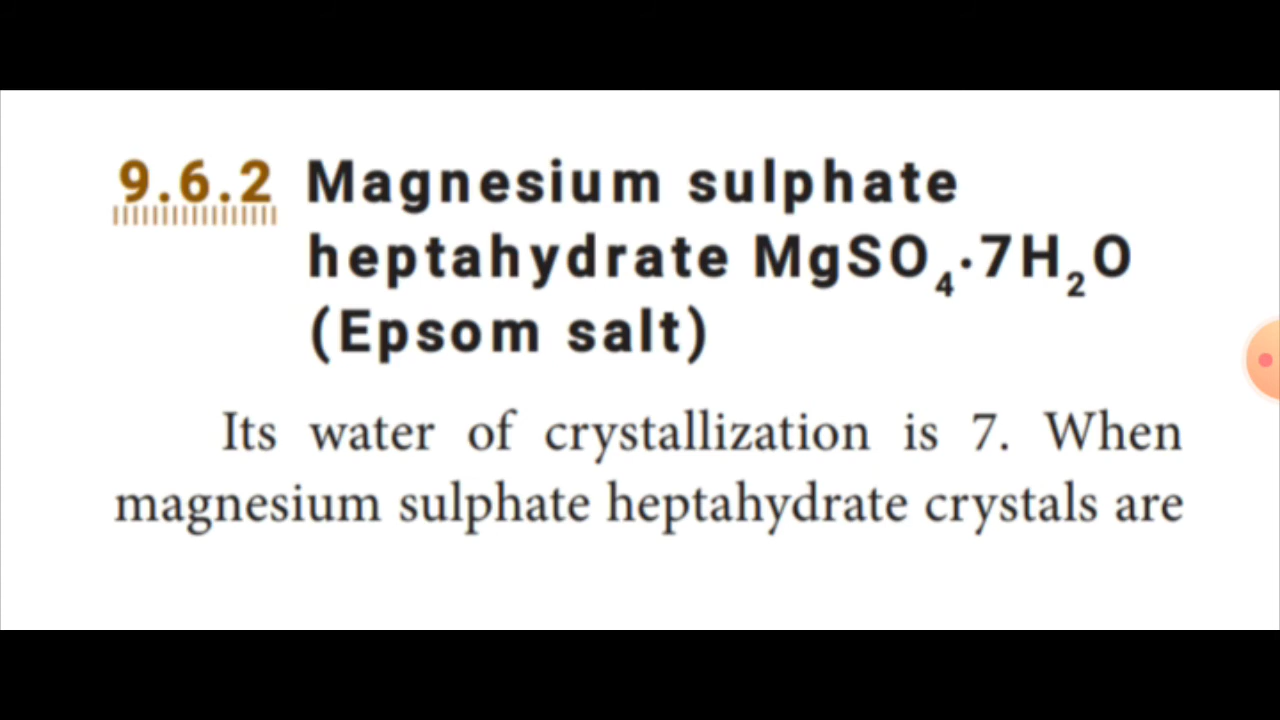 9.6.2 Magnesium sulphate
heptahydrate MgSO₄·7H₂O
(Epsom salt)
Its water of crystallization is 7. When
magnesium sulphate heptahydrate crystals are